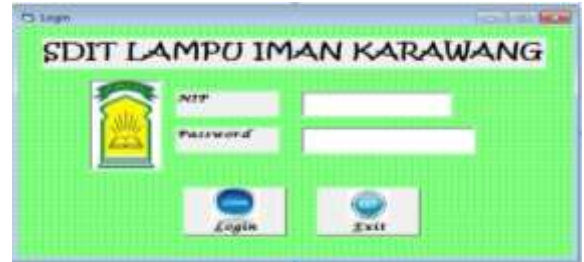 Login
SDIT LAMPU IMAN KARAWANG
NIP
Password
Login
Exit